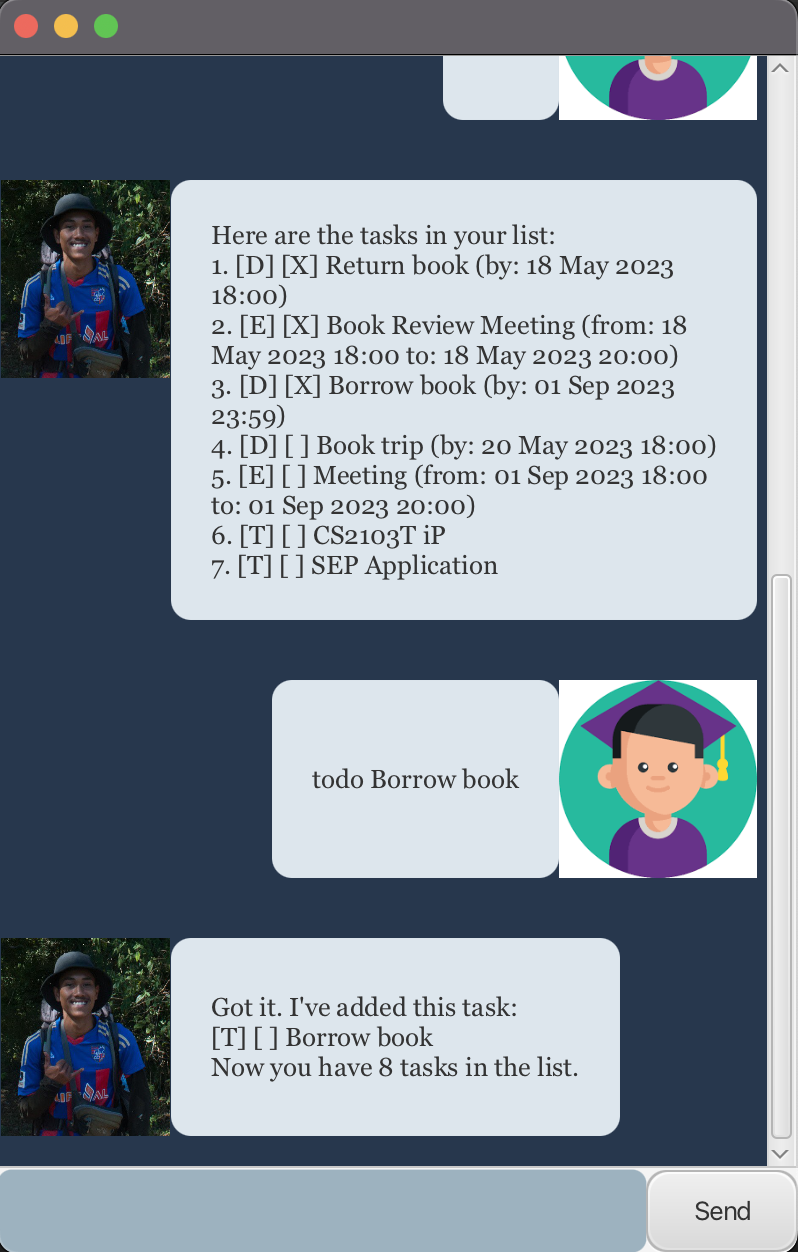 Here are the tasks in your list:
1. [D] [X] Return book (by: 18 May 2023
18:00)
2. [E] [X] Book Review Meeting (from: 18
May 2023 18:00 to: 18 May 2023 20:00)
3. [D] [X] Borrow book (by: 01 Sep 2023
23:59)
4. [D] [ ] Book trip (by: 20 May 2023 18:00)
5. [E] [ ] Meeting (from: 01 Sep 2023 18:00
to: 01 Sep 2023 20:00)
6. [T] [ ] CS2103T iP
7. [T] [ ] SEP Application
todo Borrow book
Got it. I've added this task:
[T] [ ] Borrow book
Now you have 8 tasks in the list.
Send